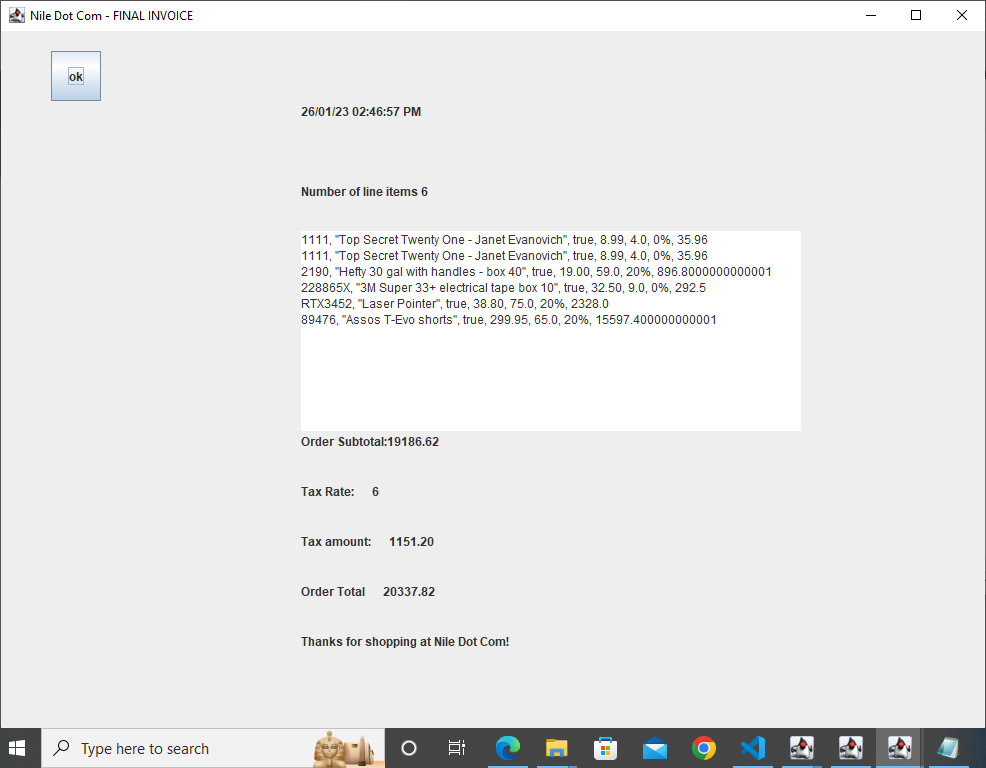 Nile Dot Com - FINAL INVOICE
ok
26/01/23 02:46:57 PM
Number of line items 6
1111, "Top Secret Twenty One - Janet Evanovich", true, 8.99, 4.0, 0%, 35.96
1111, "Top Secret Twenty One - Janet Evanovich", true, 8.99, 4.0, 0%, 35.96
2190, "Hefty 30 gal with handles - box 40", true, 19.00, 59.0, 20%, 896.8000000000001
228865X, "3M Super 33+ electrical tape box 10", true, 32.50, 9.0, 0%, 292.5
RTX3452, "Laser Pointer", true, 38.80, 75.0, 20%, 2328.0
89476, "Assos T-Evo shorts", true, 299.95, 65.0, 20%, 15597.400000000001
Order Subtotal:19186.62
Tax Rate: 6
Tax amount: 1151.20
Order Total 20337.82
Thanks for shopping at Nile Dot Com!
Type here to search